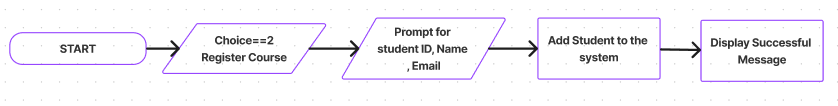 START
Choice==2
Register Course
Prompt for
student ID, Name
, Email
Add Student to the
system
Display Successful
Message